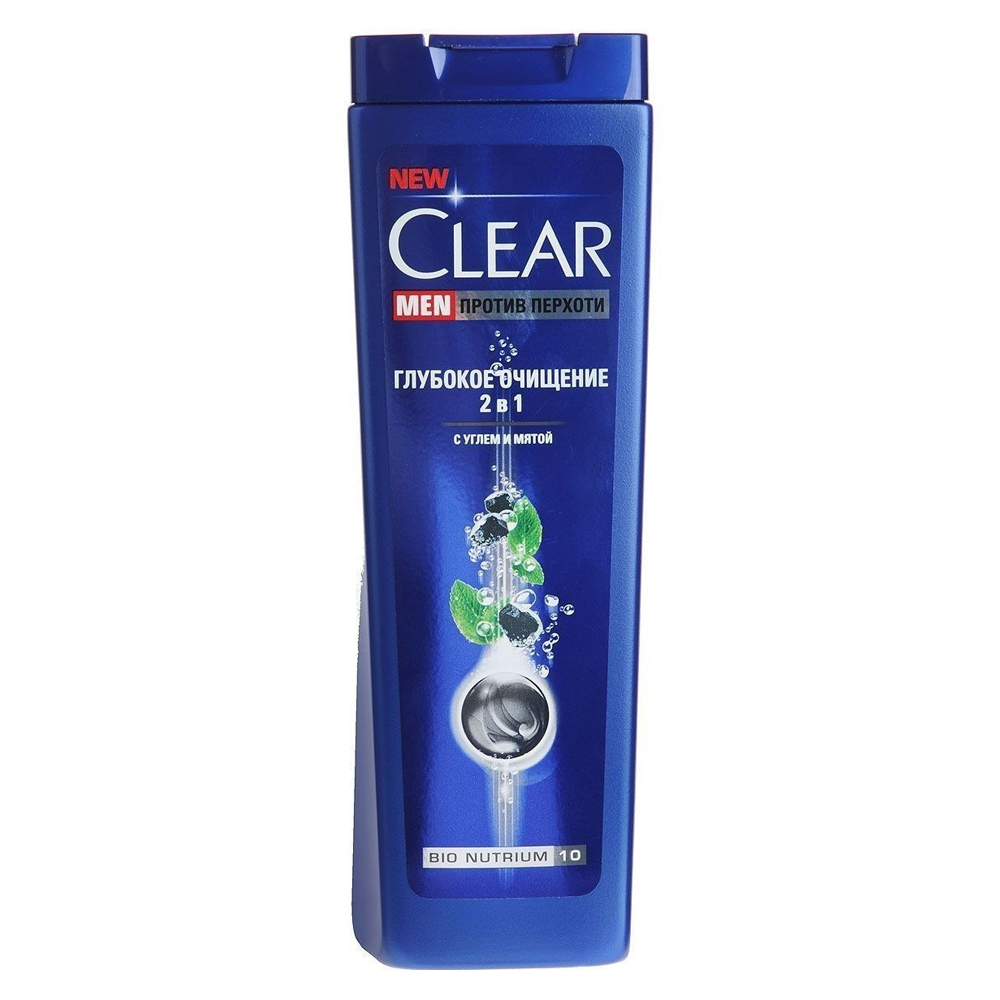 NEW
CLEAR
MEN ПРОТИВ ПЕРХОТИ
ГЛУБОКОЕ ОЧИЩЕНИЕ
2 в 1
С УГЛЕМ И МЯТОЙ
BIO NUTRIUM 10